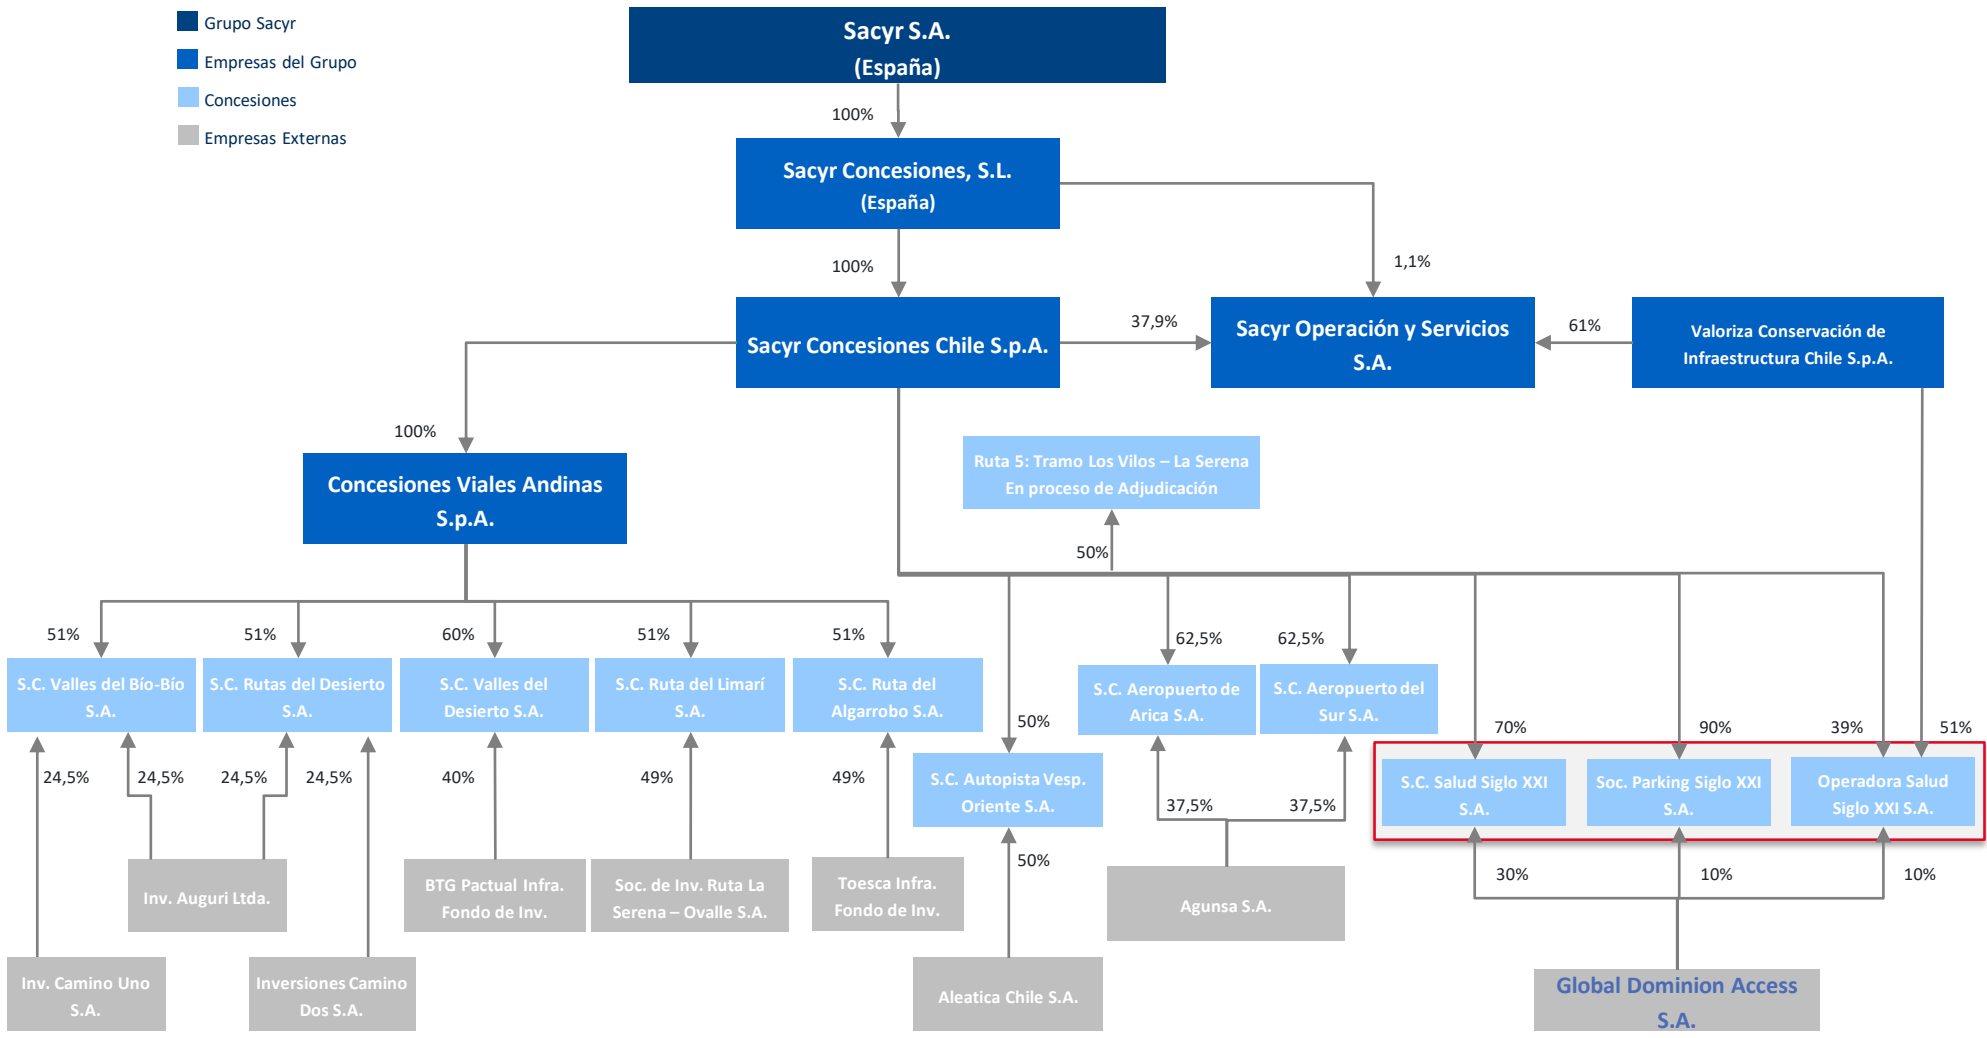 Grupo Sacyr
Empresas del Grupo
Concesiones
Empresas Externas
Sacyr S.A.
(España)
100%
Sacyr Concesiones, S.L.
(España)
100%
1,1%
Sacyr Concesiones Chile S.p.A.
37,9%
Sacyr Operación y Servicios
S.A.
61%
Valoriza Conservación de
Infraestructura Chile S.p.A.
100%
Concesiones Viales Andinas
S.p.A.
Ruta 5: Tramo Los Vilos – La Serena
En proceso de Adjudicación
50%
51%
51%
60%
51%
51%
62,5%
62,5%
S.C. Valles del Bío-Bío
S.A.
S.C. Rutas del Desierto
S.A.
S.C. Valles del
Desierto S.A.
S.C. Ruta del Limarí
S.A.
S.C. Ruta del
Algarrobo S.A.
S.C. Aeropuerto de
Arica S.A.
S.C. Aeropuerto del
Sur S.A.
50%
70%
90%
39%
51%
24,5%
24,5%
24,5%
24,5%
40%
49%
49%
S.C. Autopista Vesp.
Oriente S.A.
37,5%
37,5%
S.C. Salud Siglo XXI
S.A.
Soc. Parking Siglo XXI
S.A.
Operadora Salud
Siglo XXI S.A.
50%
30%
10%
10%
Inv. Auguri Ltda.
BTG Pactual Infra.
Fondo de Inv.
Soc. de Inv. Ruta La
Serena – Ovalle S.A.
Toesca Infra.
Fondo de Inv.
Agunsa S.A.
Inv. Camino Uno
S.A.
Inversiones Camino
Dos S.A.
Aleatica Chile S.A.
Global Dominion Access
S.A.